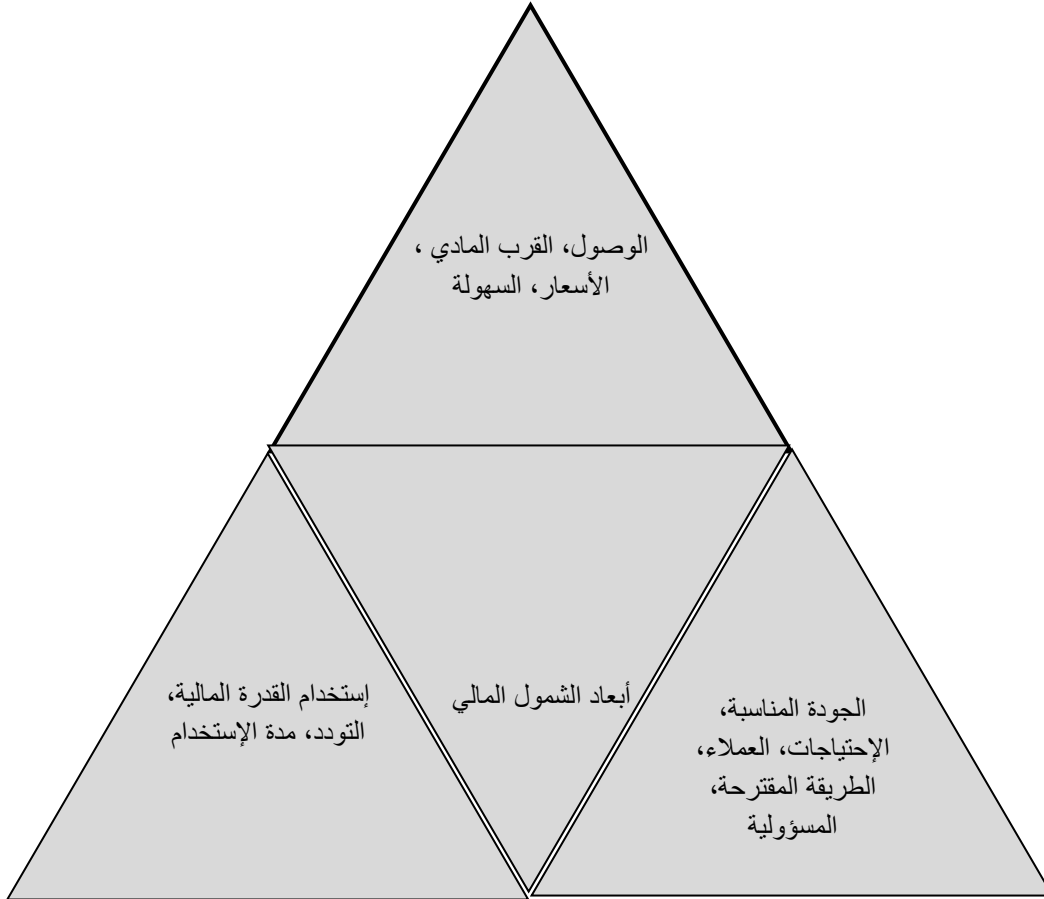 الوصول، القرب المادي ،
الأسعار، السهولة
الجودة المناسبة،
الإحتياجات، العملاء،
الطريقة المقترحة،
المسؤولية
أبعاد الشمول المالي
إستخدام القدرة المالية،
التودد، مدة الإستخدام